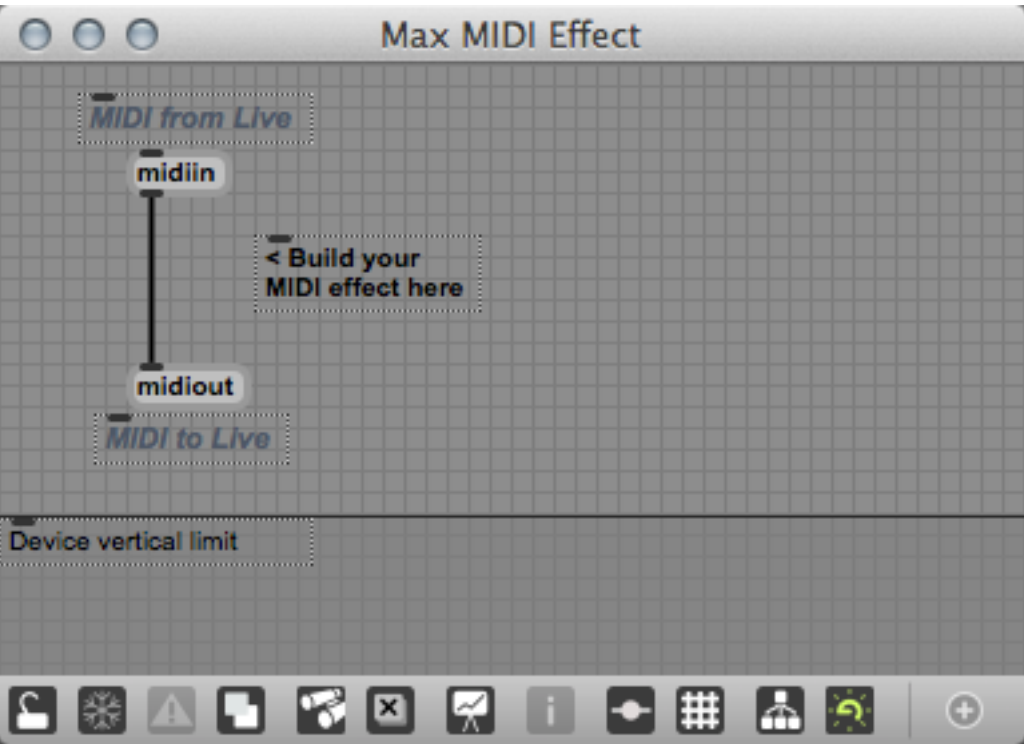 Max MIDI Effect
MIDI from Live
midiin
< Build your
MIDI effect here
midiout
MIDI to Live
Device vertical limit